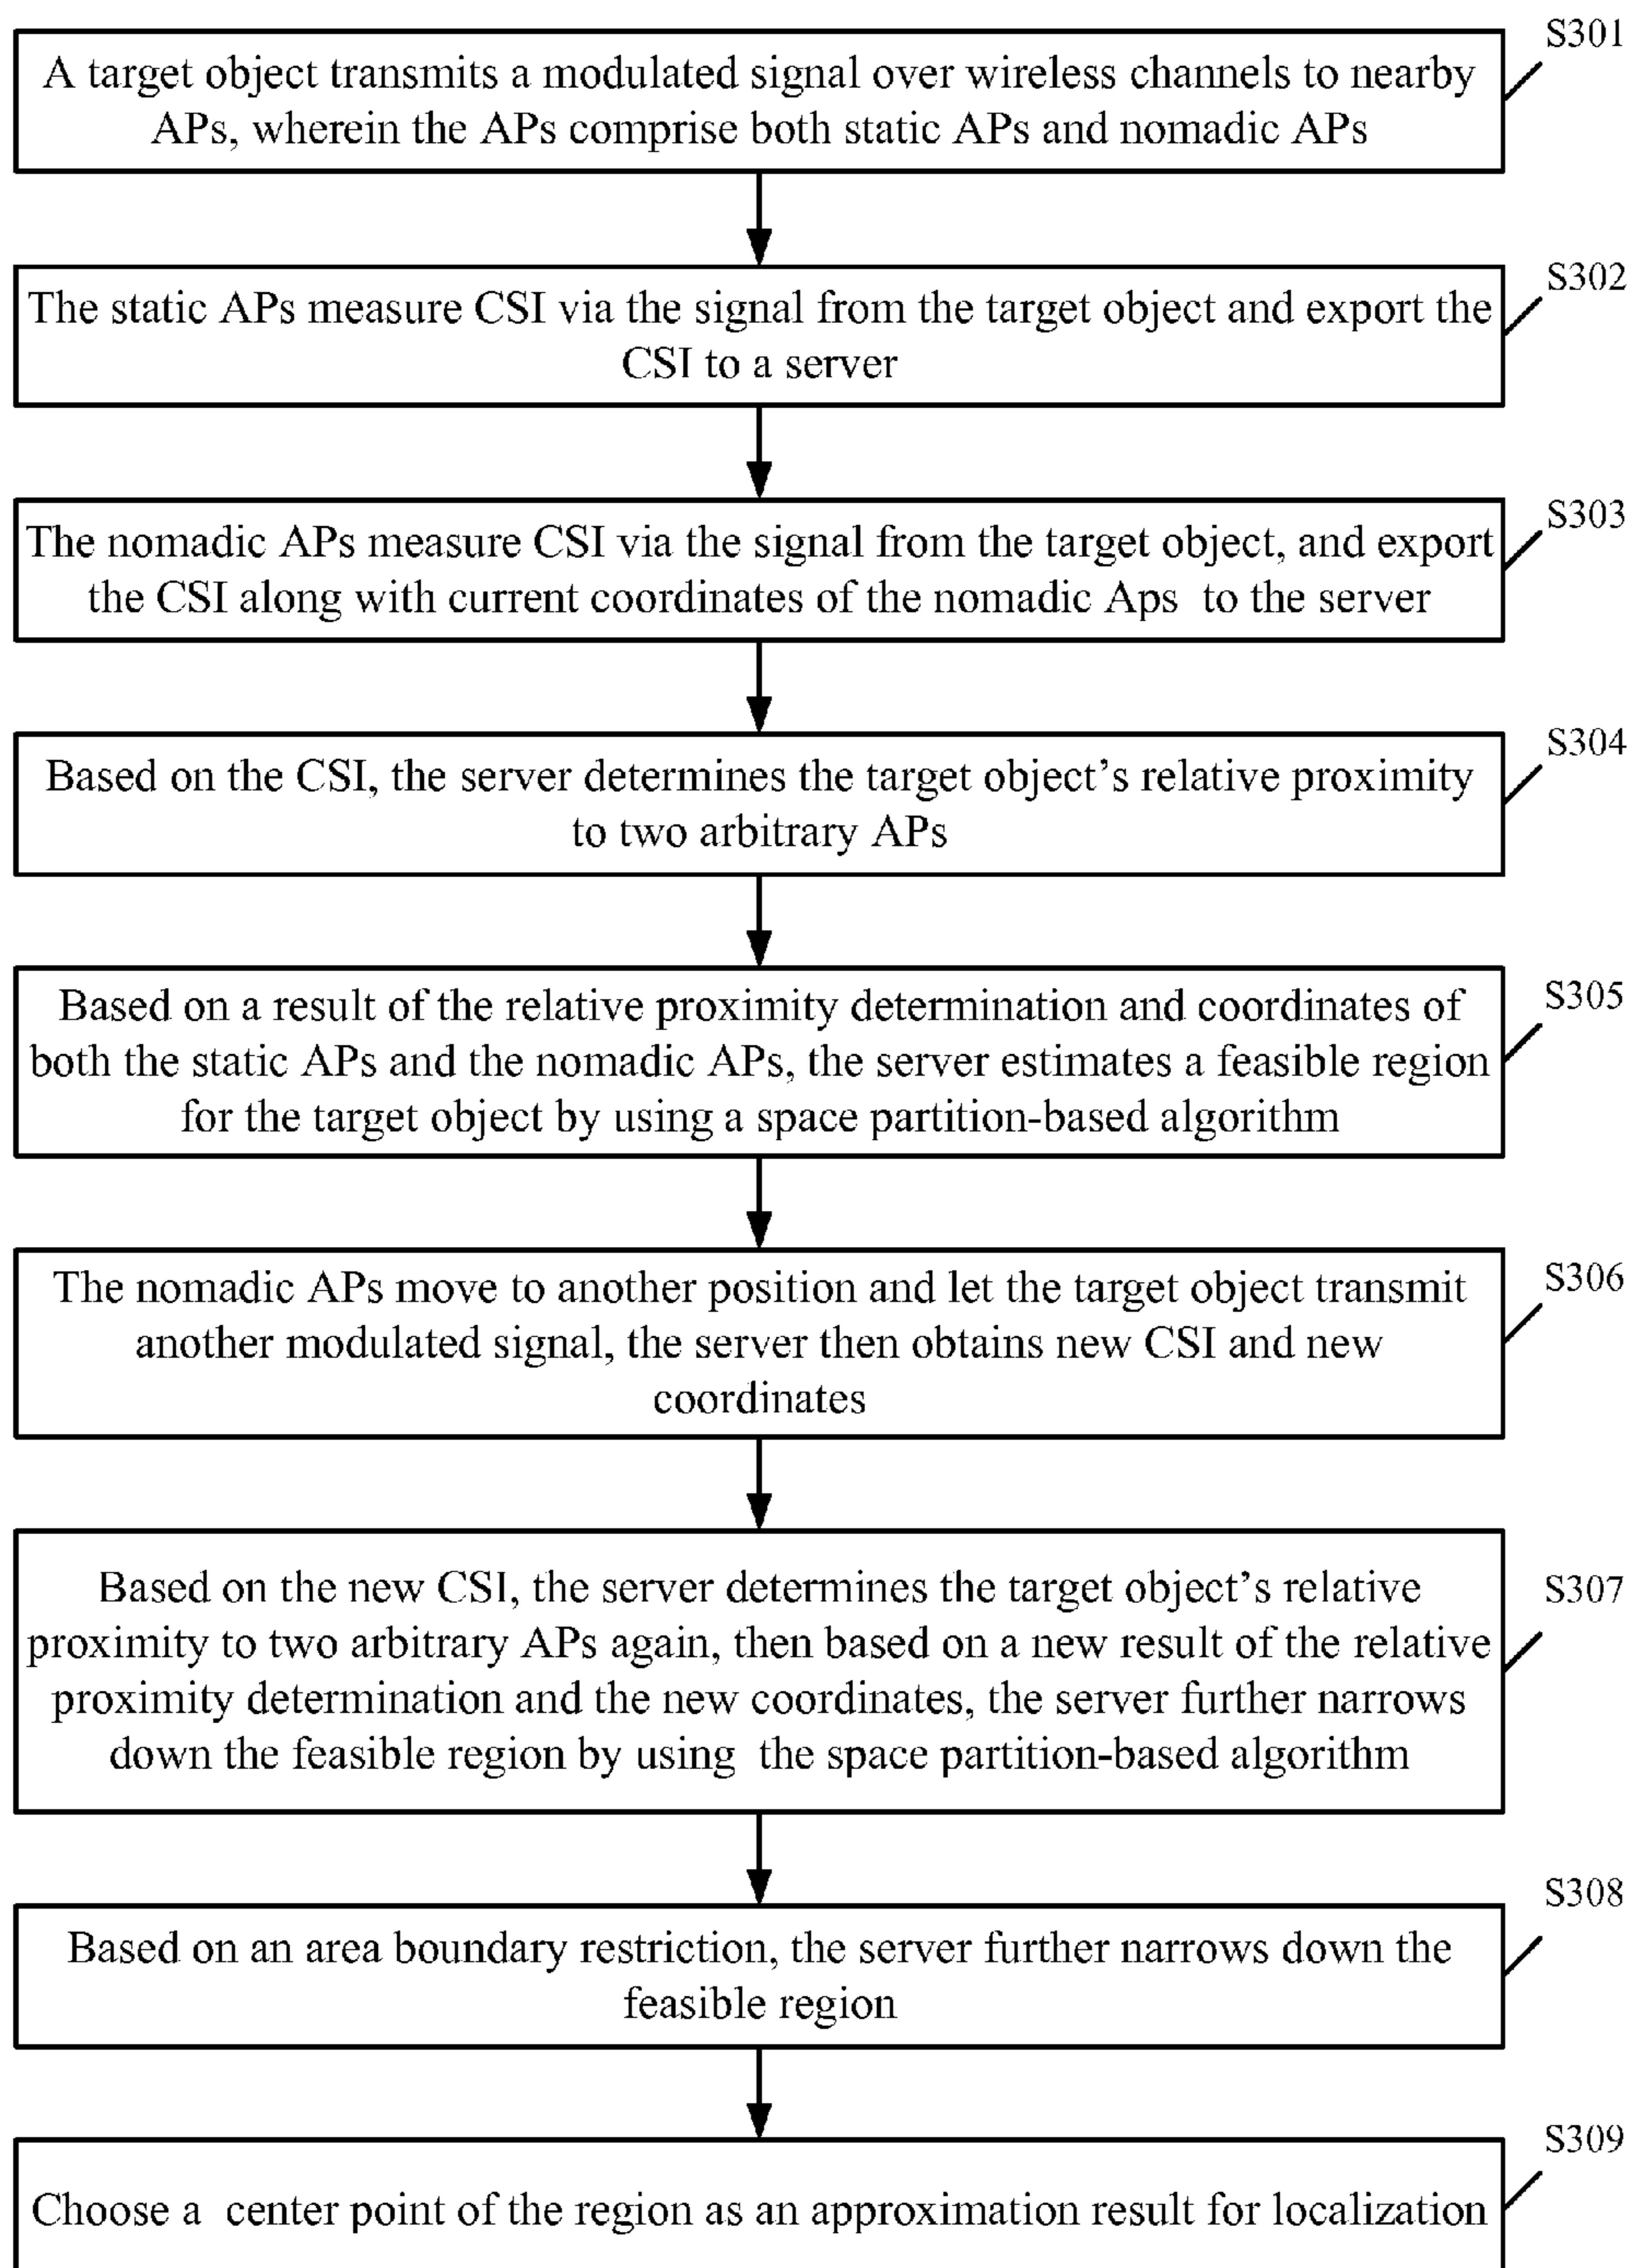 S301
A target object transmits a modulated signal over wireless channels to nearby
APs, wherein the APs comprise both static APs and nomadic APs
S302
The static APs measure CSI via the signal from the target object and export the
CSI to a server
S303
The nomadic APs measure CSI via the signal from the target object, and export
the CSI along with current coordinates of the nomadic Aps to the server
S304
Based on the CSI, the server determines the target object's relative proximity
to two arbitrary APs
S305
Based on a result of the relative proximity determination and coordinates of
both the static APs and the nomadic APs, the server estimates a feasible region
for the target object by using a space partition-based algorithm
S306
The nomadic APs move to another position and let the target object transmit
another modulated signal, the server then obtains new CSI and new
coordinates
S307
Based on the new CSI, the server determines the target object's relative
proximity to two arbitrary APs again, then based on a new result of the relative
proximity determination and the new coordinates, the server further narrows
down the feasible region by using the space partition-based algorithm
S308
Based on an area boundary restriction, the server further narrows down the
feasible region
S309
Choose a center point of the region as an approximation result for localization